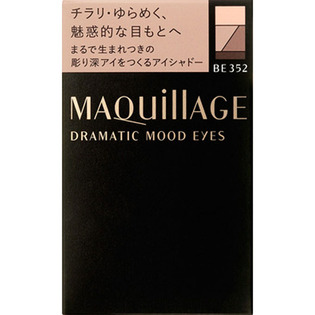 チラリ・ゆらめく、
魅惑的な目もとへ
まるで生まれつきの
彫り深アイをつくるアイシャドー
BE 352
MAQuillAGE
DRAMATIC MOOD EYES